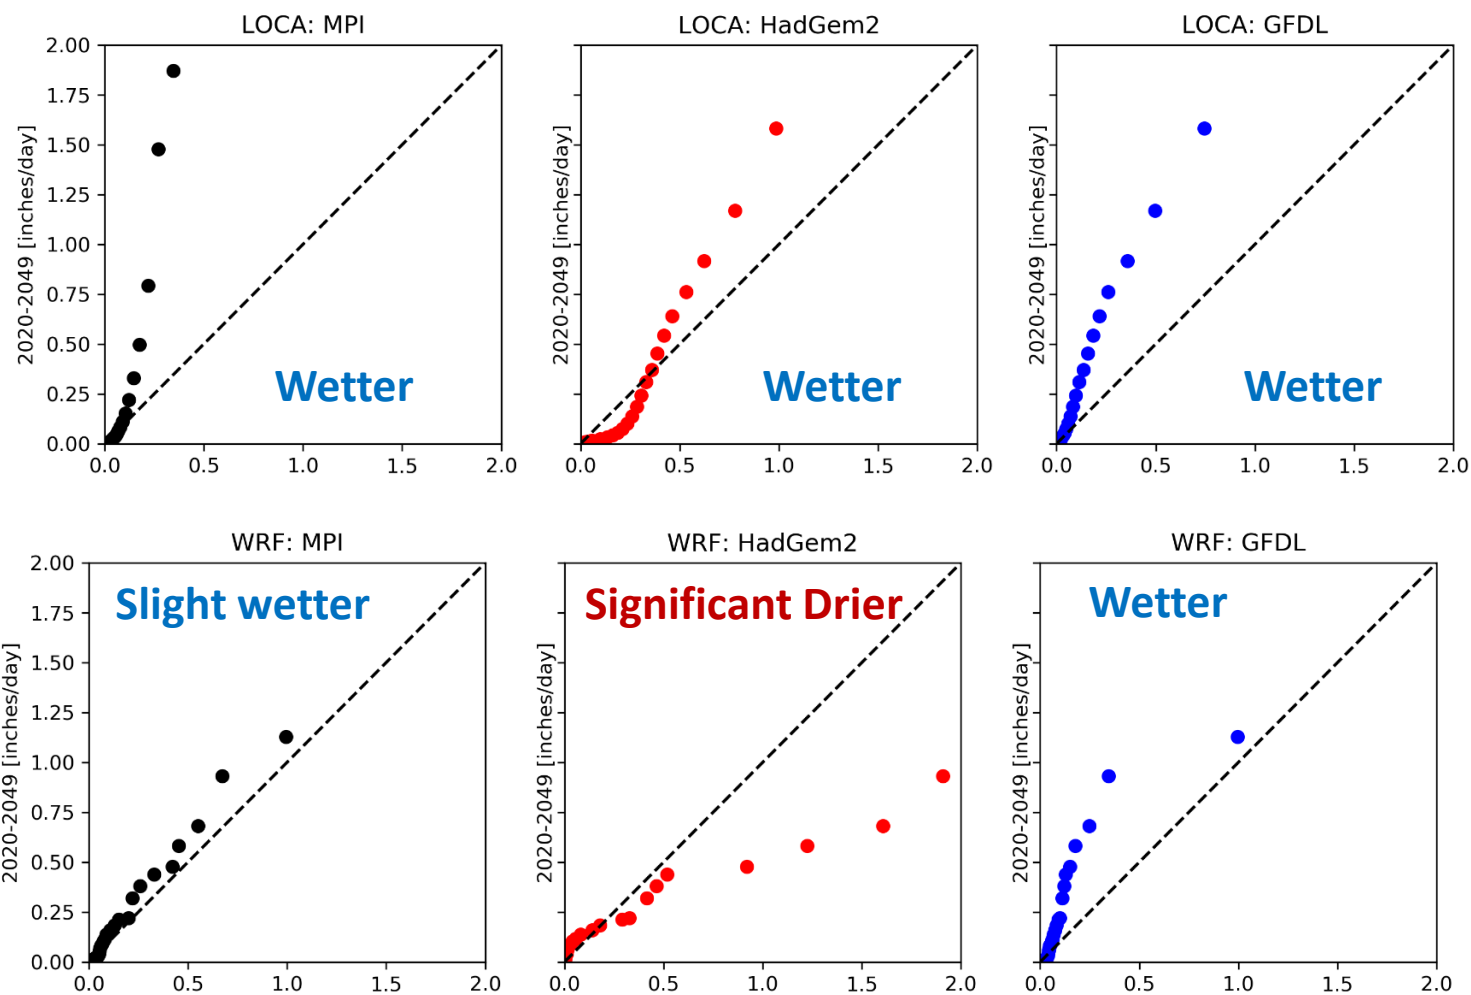 LOCA: MPI
LOCA: HadGem2
LOCA: GFDL
2020-2049 [inches/day]
2.00
1.75
1.50
1.25
1.00
0.75
0.50
0.25
0.00
Wetter
0.0 0.5 1.0 1.5 2.0
2020-2049 [inches/day]
Wetter
0.0 0.5 1.0 1.5 2.0
2020-2049 [inches/day]
Wetter
0.0 0.5 1.0 1.5 2.0
WRF: MPI
WRF: HadGem2
WRF: GFDL
2020-2049 [inches/day]
2.00
1.75
1.50
1.25
1.00
0.75
0.50
0.25
0.00
Slight wetter
0.0 0.5 1.0 1.5 2.0
2020-2049 [inches/day]
Significant Drier
0.0 0.5 1.0 1.5 2.0
2020-2049 [inches/day]
Wetter
0.0 0.5 1.0 1.5 2.0